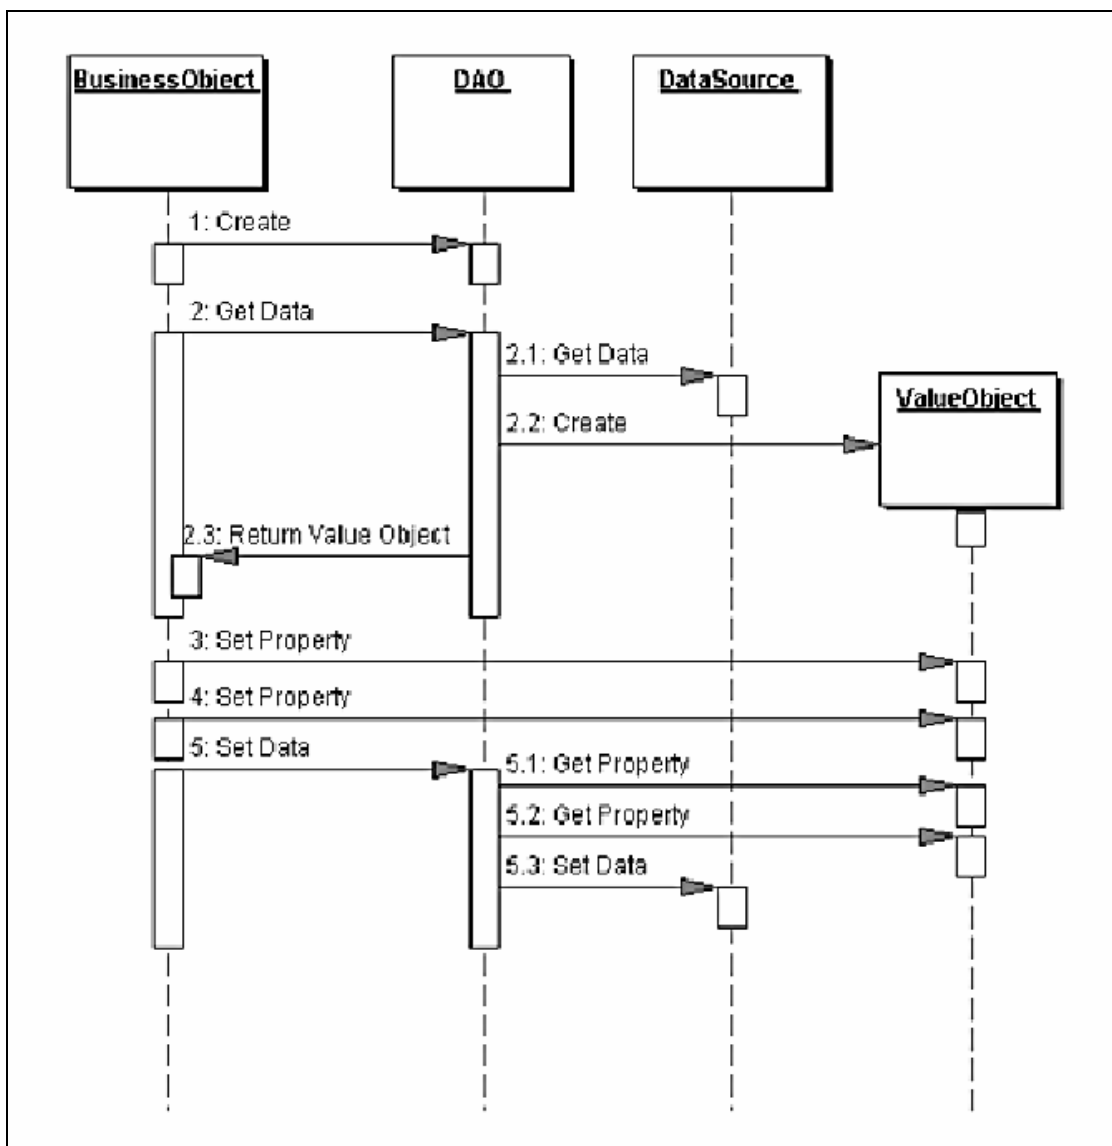 BusinessObject
DAO
DataSource
1: Create
2: Get Data
2.1: Get Data
ValueObject
2.2: Create
2.3: Return Value Object
3: Set Property
4: Set Property
5: Set Data
5.1: Get Property
5.2: Get Property
5.3: Set Data